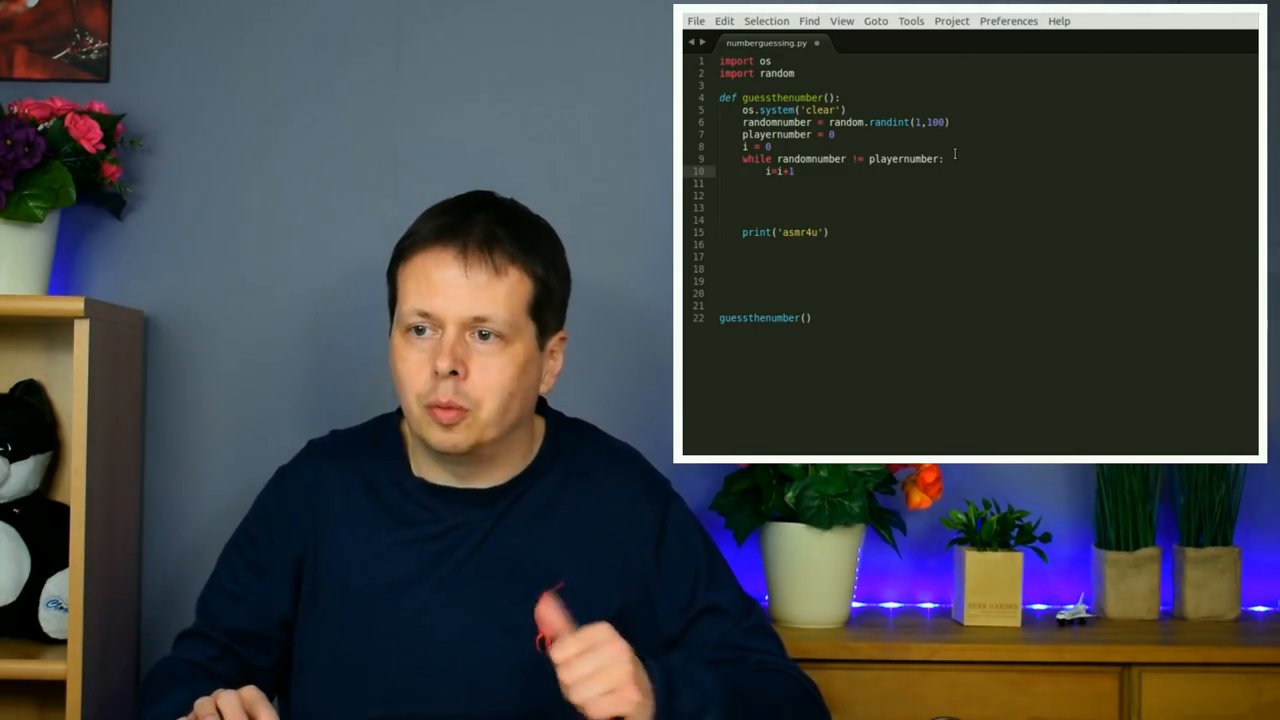 File Edit Selection Find View Goto Tools Project Preferences Help
numberguessing.py
1 import os
2 import random
3
4 def guessthenumber():
5 os.system('clear')
6 randomnumber = random.randint(1,100)
7 playernumber = 0
8 i = 0
9 while randomnumber != playernumber:
10 i=i+1
11
12
13
14
15 print('asmr4u')
16
17
18
19
20
21
22 guessthenumber()